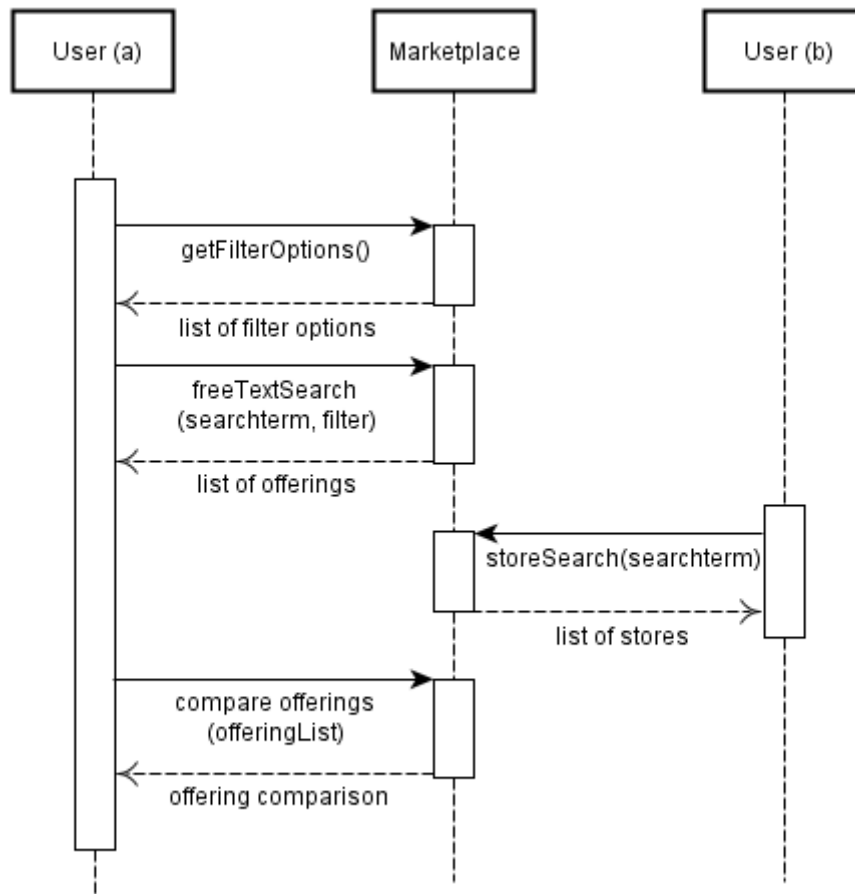 User (a)
Marketplace
User (b)
getFilterOptions()
list of filter options
freeTextSearch
(searchterm, filter)
list of offerings
storeSearch(searchterm)
list of stores
compare offerings
(offeringList)
offering comparison